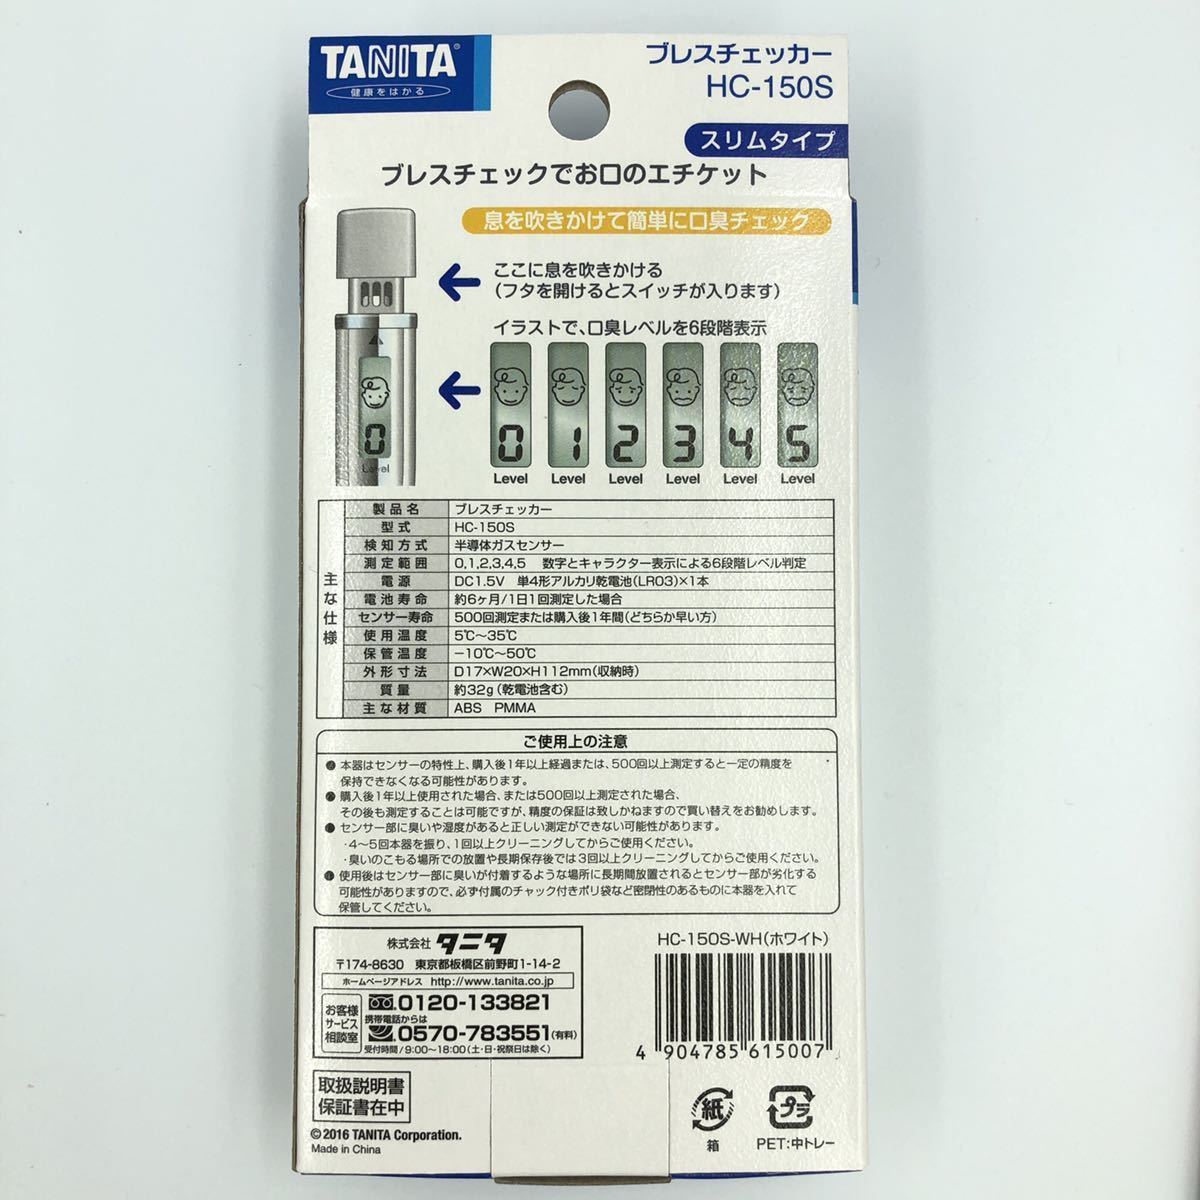 TANITA®
健康をはかる
ブレスチェッカー
HC-150S
スリムタイプ
ブレスチェックでお口のエチケット
息を吹きかけて簡単に口臭チェック
ここに息を吹きかける
(フタを開けるとスイッチが入ります)
イラストで、口臭レベルを6段階表示
0 0 1 2 3 4 5
Level Level Level Level Level Level Level
主な仕様
製品名 ブレスチェッカー
型式 HC-150S
検知方式 半導体ガスセンサー
測定範囲 0,1,2,3,4,5 数字とキャラクター表示による6段階レベル判定
電源 DC1.5V 単4形アルカリ乾電池(LR03)×1本
電池寿命 約6ヶ月/1日1回測定した場合
センサー寿命 500回測定または購入後1年間(どちらか早い方)
使用温度 5℃～35℃
保管温度 −10℃～50℃
外形寸法 D17×W20×H112mm(収納時)
質量 約32g(乾電池含む)
主な材質 ABS PMMA
ご使用上の注意
● 本器はセンサーの特性上、購入後1年以上経過または、500回以上測定すると一定の精度を
保持できなくなる可能性があります。
● 購入後1年以上使用された場合、または500回以上測定された場合、
その後も測定することは可能ですが、精度の保証は致しかねますので買い替えをお勧めします。
● センサー部に臭いや湿度があると正しい測定ができない可能性があります。
・4～5回本器を振り、1回以上クリーニングしてからご使用ください。
・臭いのこもる場所での放置や長期保存後では3回以上クリーニングしてからご使用ください。
● 使用後はセンサー部に臭いが付着するような場所に長期間放置されるとセンサー部が劣化する
可能性がありますので、必ず付属のチャック付きポリ袋など密閉性のあるものに本器を入れて
保管してください。
株式会社 タニタ
〒174-8630 東京都板橋区前野町1-14-2
ホームページアドレス http://www.tanita.co.jp
お客様サービス相談室
0120-133821
携帯電話からは
0570-783551(有料)
受付時間/9:00～18:00(土・日・祝祭日は除く)
HC-150S-WH(ホワイト)
4 904785 615007
取扱説明書
保証書在中
© 2016 TANITA Corporation.
Made in China
紙
箱
プラ
PET:中トレー